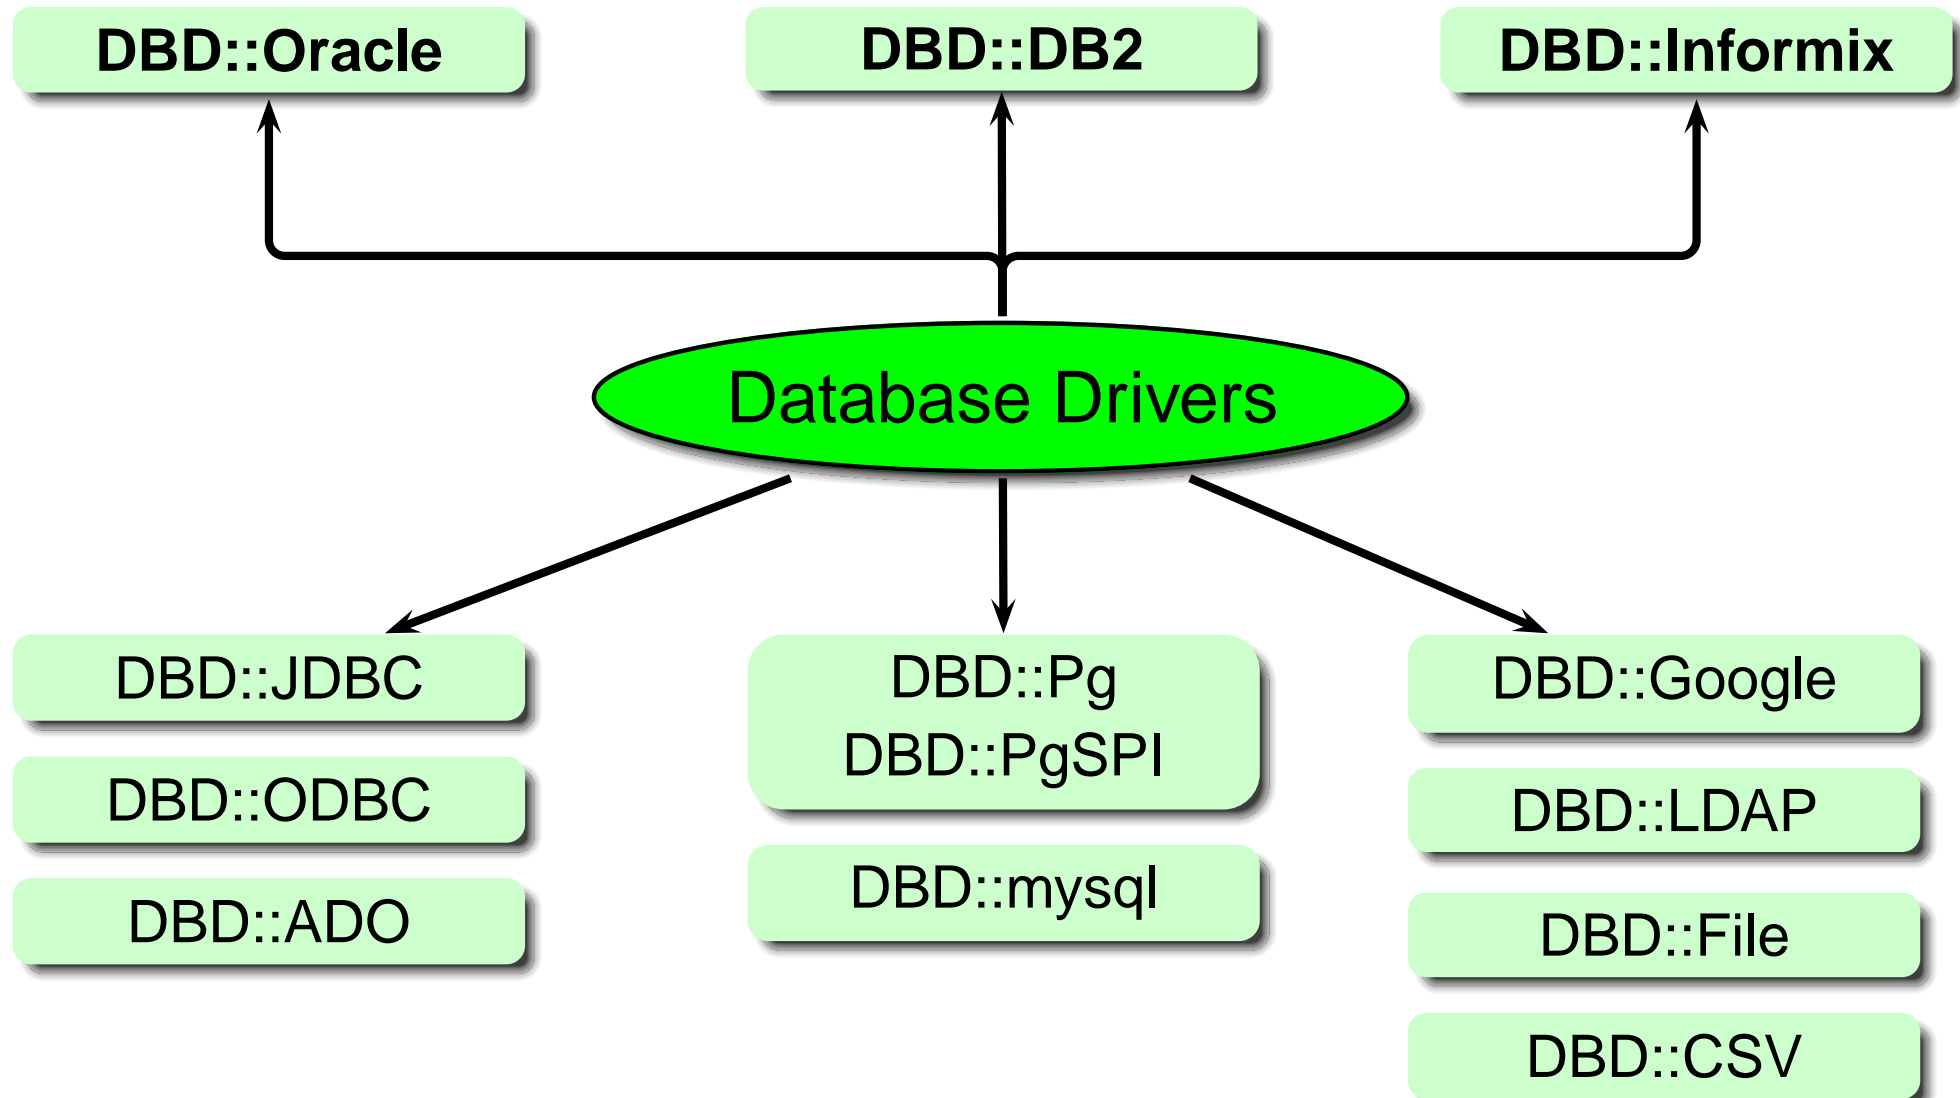 DBD::Oracle
DBD::DB2
DBD::Informix
Database Drivers
DBD::JDBC
DBD::ODBC
DBD::ADO
DBD::Pg
DBD::PgSPI
DBD::mysql
DBD::Google
DBD::LDAP
DBD::File
DBD::CSV